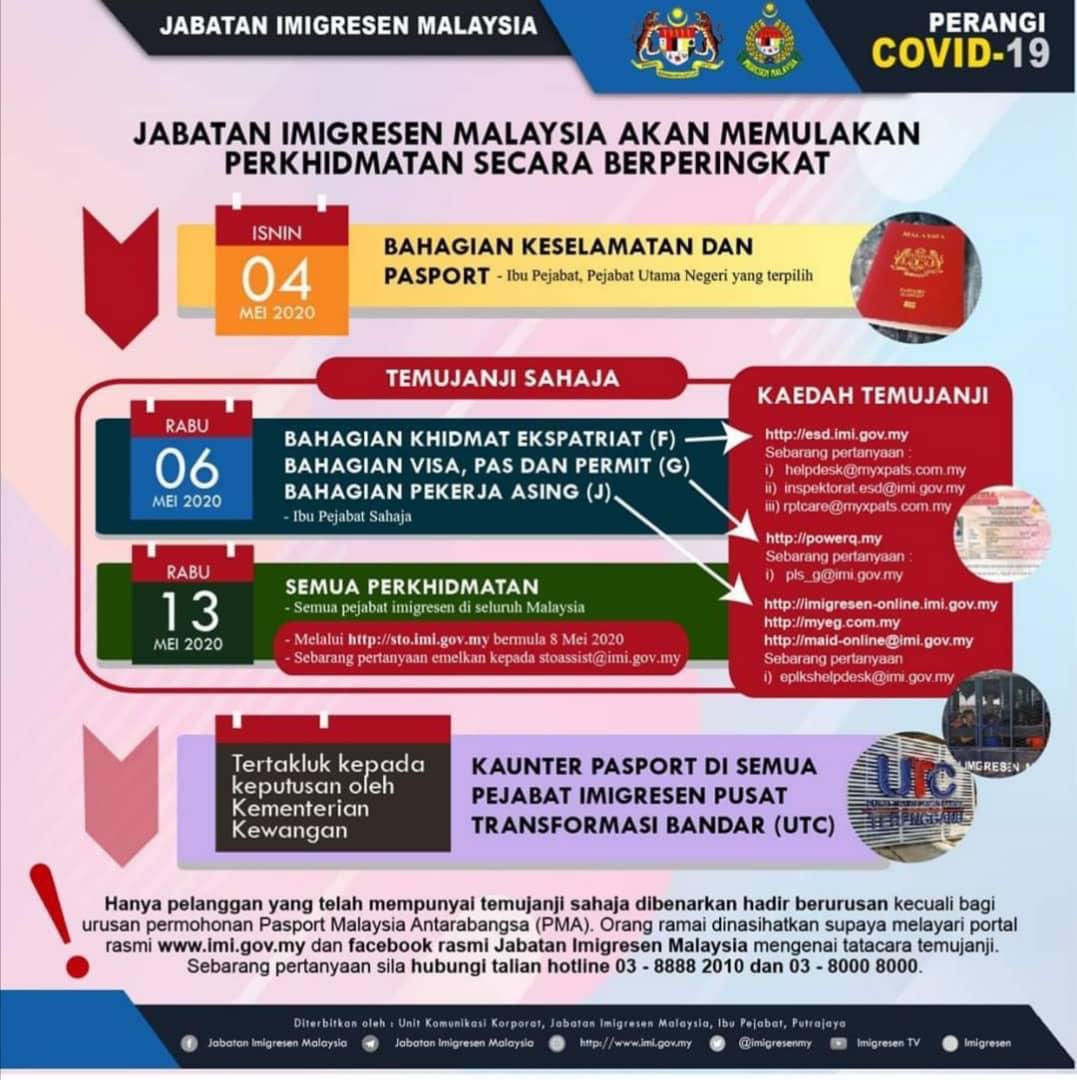 JABATAN IMIGRESEN MALAYSIA
PERANGI
COVID-19
JABATAN IMIGRESEN MALAYSIA AKAN MEMULAKAN
PERKHIDMATAN SECARA BERPERINGKAT
ISNIN
04
MEI 2020
BAHAGIAN KESELAMATAN DAN
PASPORT - Ibu Pejabat, Pejabat Utama Negeri yang terpilih
MALAYSIA
TEMUJANJI SAHAJA
RABU
06
MEI 2020
BAHAGIAN KHIDMAT EKSPATRIAT (F)
BAHAGIAN VISA, PAS DAN PERMIT (G)
BAHAGIAN PEKERJA ASING (J)
- Ibu Pejabat Sahaja
RABU
13
MEI 2020
SEMUA PERKHIDMATAN
- Semua pejabat imigresen di seluruh Malaysia
- Melalui http://sto.imi.gov.my bermula 8 Mei 2020
- Sebarang pertanyaan emelkan kepada stoassist@imi.gov.my
KAEDAH TEMUJANJI
http://esd.imi.gov.my
Sebarang pertanyaan :
i) helpdesk@myxpats.com.my
ii) inspektorat.esd@imi.gov.my
iii) rptcare@myxpats.com.my
http://powerq.my
Sebarang pertanyaan :
i) pls_g@imi.gov.my
http://imigresen-online.imi.gov.my
http://myeg.com.my
http://maid-online@imi.gov.my
Sebarang pertanyaan
i) eplkshelpdesk@imi.gov.my
Tertakluk kepada
keputusan oleh
Kementerian
Kewangan
KAUNTER PASPORT DI SEMUA
PEJABAT IMIGRESEN PUSAT
TRANSFORMASI BANDAR (UTC)
IMIGRESEN
UTC
!
Hanya pelanggan yang telah mempunyai temujanji sahaja dibenarkan hadir berurusan kecuali bagi
urusan permohonan Pasport Malaysia Antarabangsa (PMA). Orang ramai dinasihatkan supaya melayari portal
rasmi www.imi.gov.my dan facebook rasmi Jabatan Imigresen Malaysia mengenai tatacara temujanji.
Sebarang pertanyaan sila hubungi talian hotline 03 - 8888 2010 dan 03 - 8000 8000.
Diterbitkan oleh : Unit Komunikasi Korporat, Jabatan Imigresen Malaysia, Ibu Pejabat, Putrajaya
Jabatan Imigresen Malaysia Jabatan Imigresen Malaysia http://www.imi.gov.my @imigresenmy Imigresen TV Imigresen